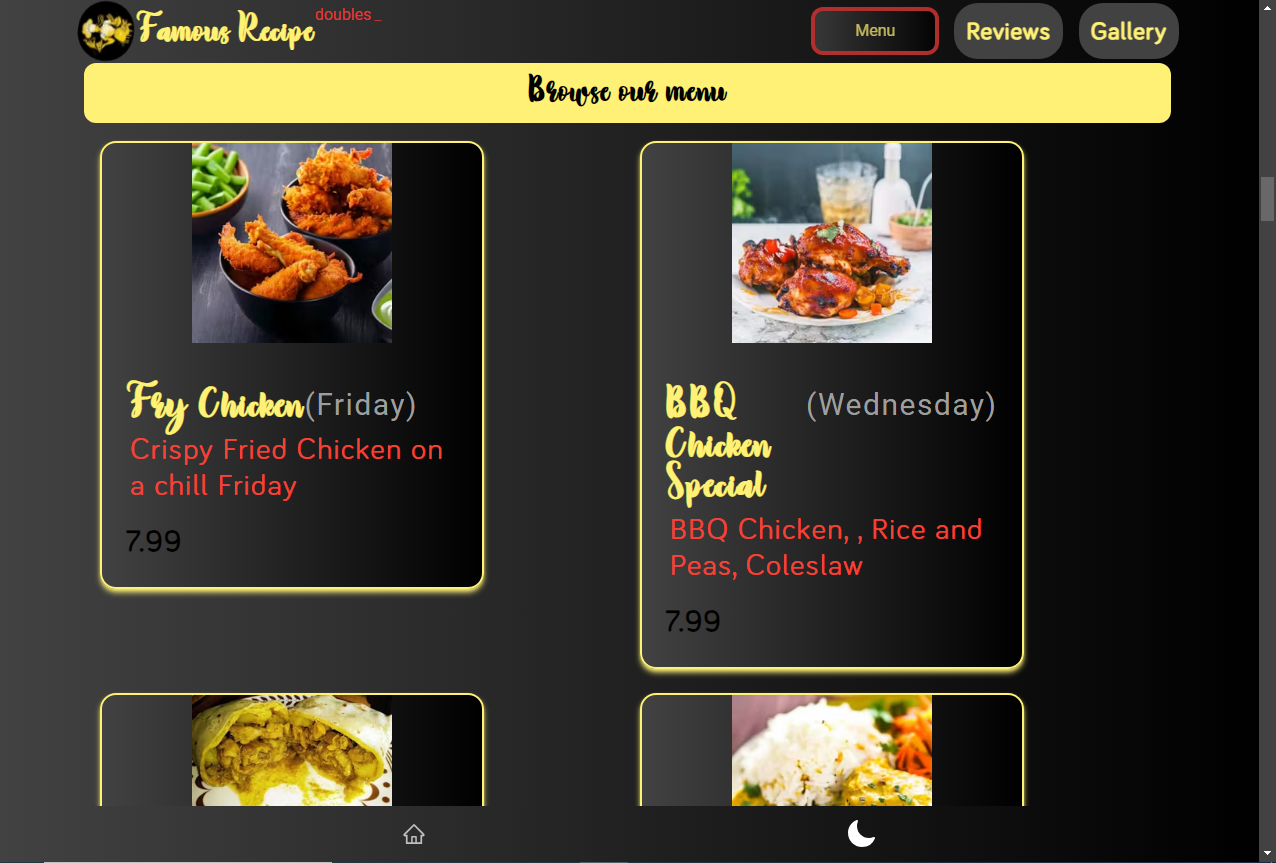 Famous Recipe
doubles_
Menu
Reviews
Gallery
Browse our menu
Fry Chicken(Friday)
Crispy Fried Chicken on
a chill Friday
7.99
BBQ (Wednesday)
Chicken
Special
BBQ Chicken, , Rice and
Peas, Coleslaw
7.99